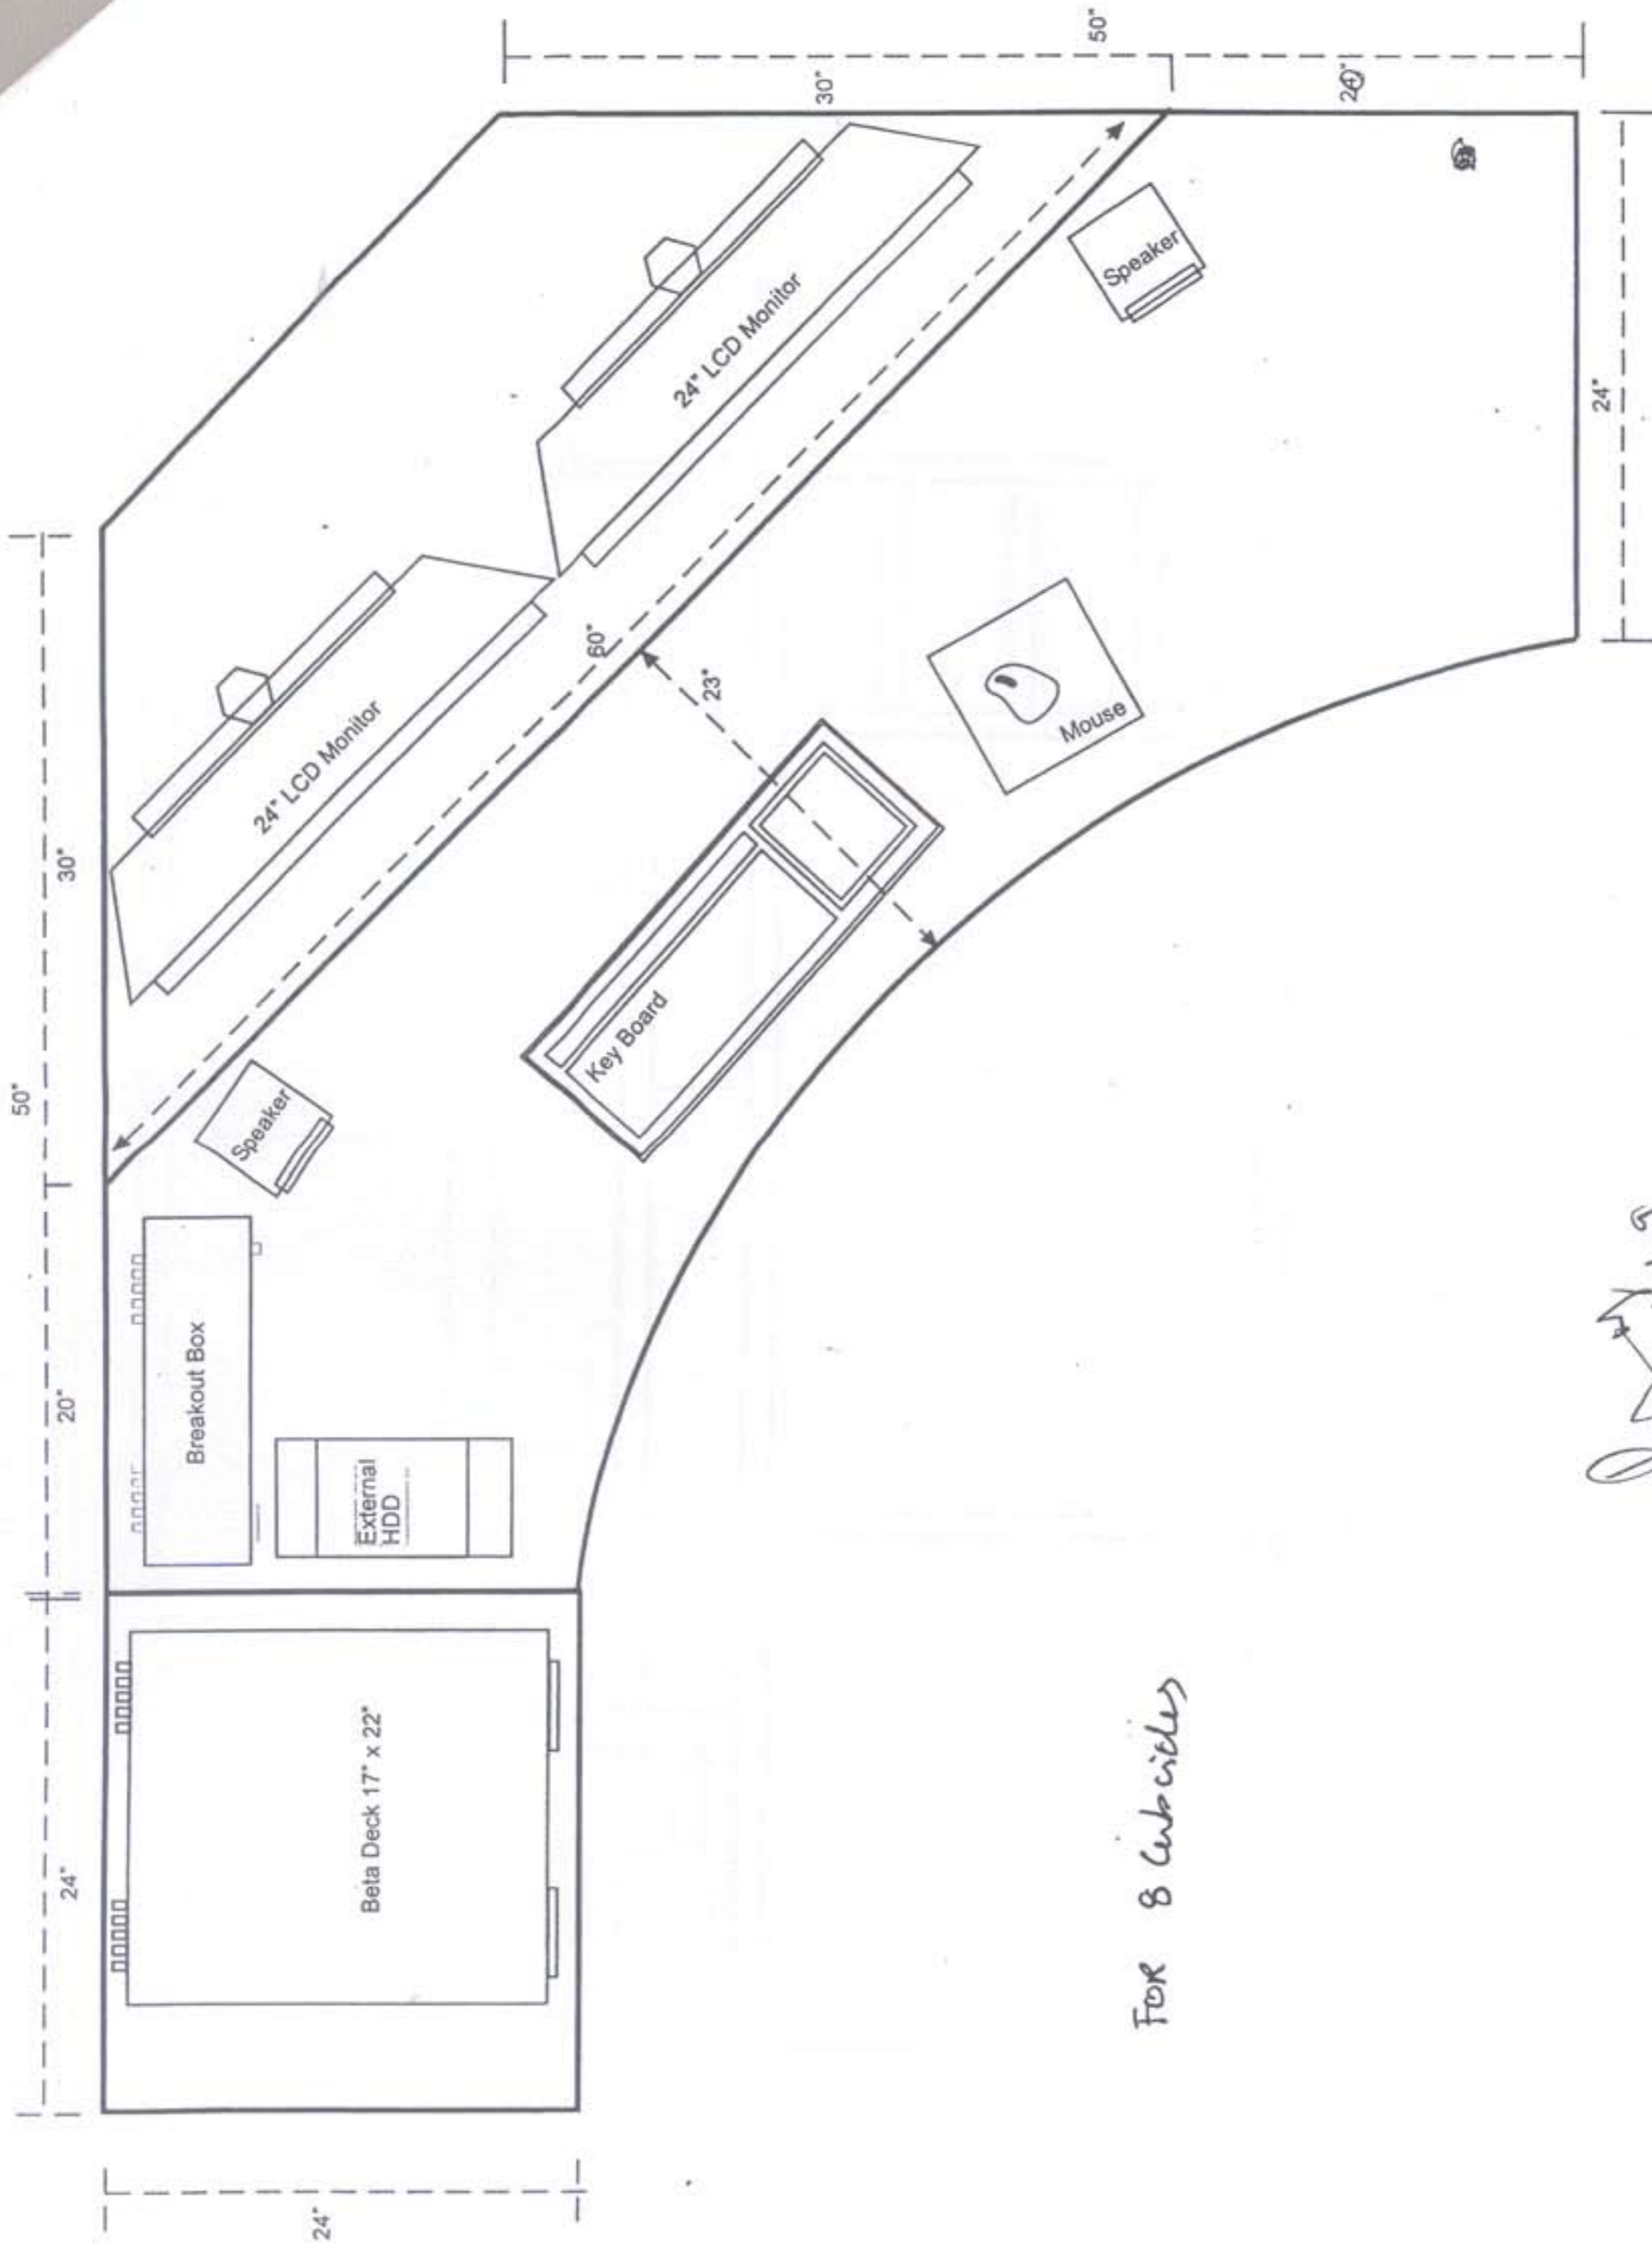 50"
24"
20"
30"
24"
Beta Deck 17" x 22"
Breakout Box
External
HDD
Speaker
24" LCD Monitor
24" LCD Monitor
60"
23"
Key Board
Mouse
Speaker
30"
50"
24"
FOR 8 Cubicles